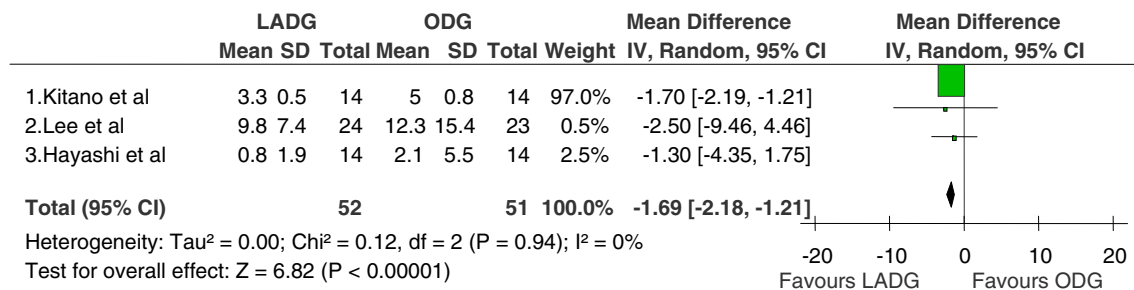 LADG ODG Mean Difference Mean Difference
Mean SD Total Mean SD Total Weight IV, Random, 95% CI IV, Random, 95% CI
1.Kitano et al 3.3 0.5 14 5 0.8 14 97.0% -1.70 [-2.19, -1.21]
2.Lee et al 9.8 7.4 24 12.3 15.4 23 0.5% -2.50 [-9.46, 4.46]
3.Hayashi et al 0.8 1.9 14 2.1 5.5 14 2.5% -1.30 [-4.35, 1.75]
Total (95% CI) 52 51 100.0% -1.69 [-2.18, -1.21]
Heterogeneity: Tau² = 0.00; Chi² = 0.12, df = 2 (P = 0.94); I² = 0%
Test for overall effect: Z = 6.82 (P < 0.00001)
-20 -10 0 10 20
Favours LADG Favours ODG